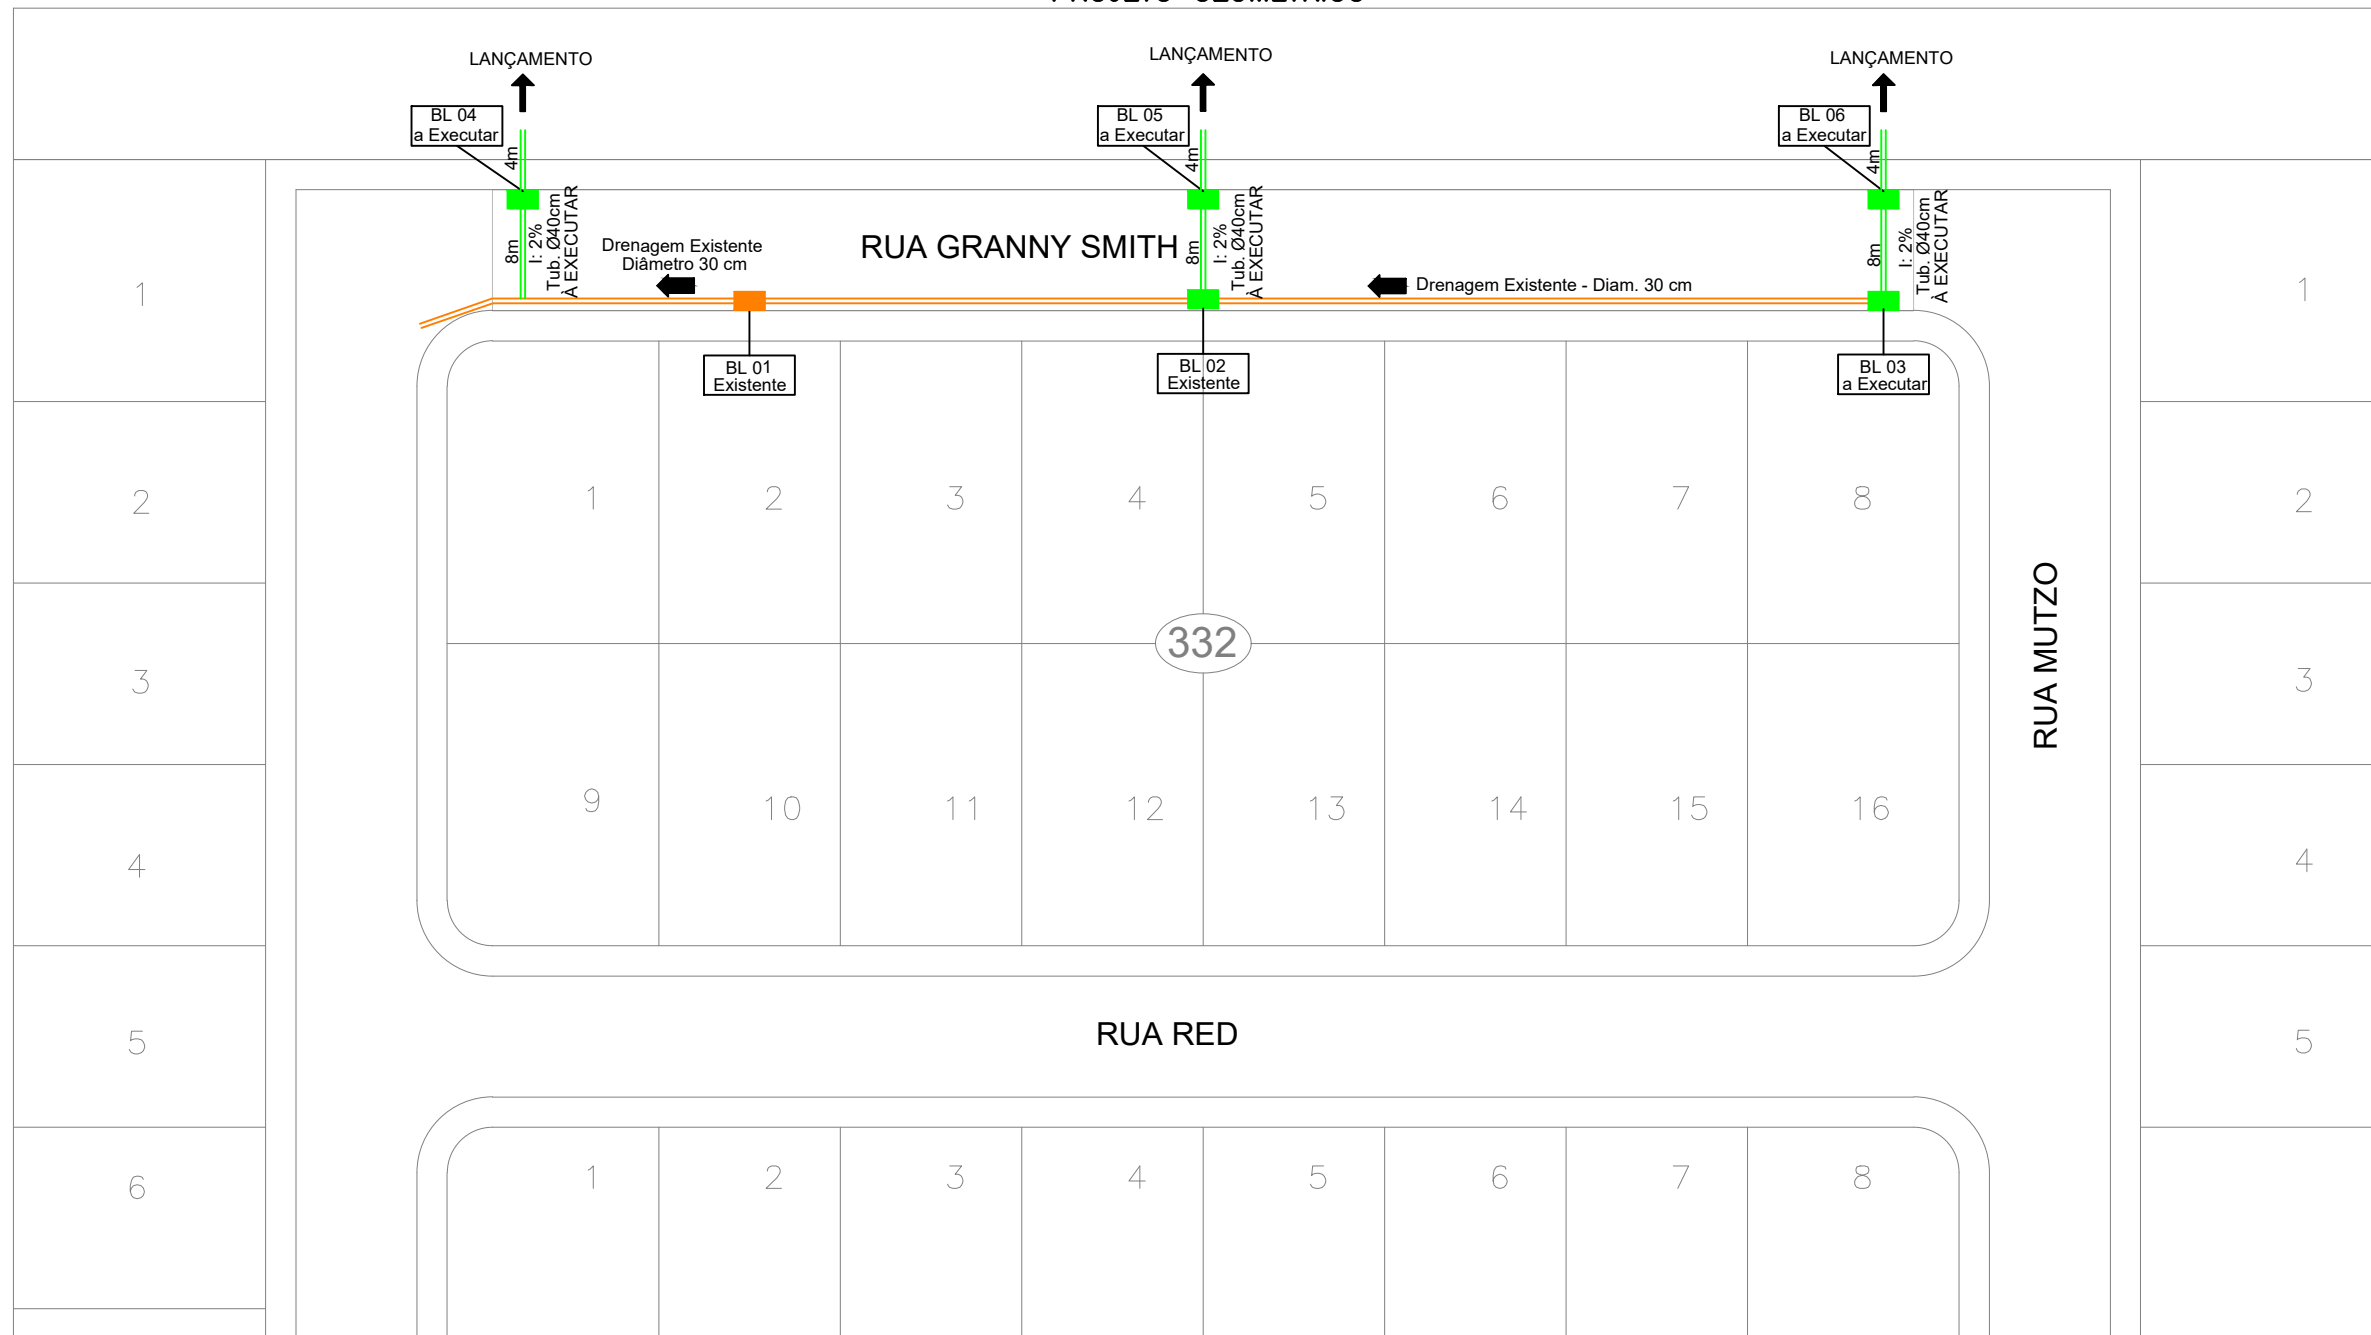 LANÇAMENTO
LANÇAMENTO
LANÇAMENTO
BL 04
a Executar
BL 05
a Executar
BL 06
a Executar
4m
4m
4m
8m
I: 2%
Tub. Ø40cm
À EXECUTAR
Drenagem Existente
Diâmetro 30 cm
RUA GRANNY SMITH
8m
I: 2%
Tub. Ø40cm
À EXECUTAR
Drenagem Existente - Diam. 30 cm
8m
I: 2%
Tub. Ø40cm
À EXECUTAR
BL 01
Existente
BL 02
Existente
BL 03
a Executar
1
2
3
4
5
6
1
2
3
4
5
6
7
8
332
9
10
11
12
13
14
15
16
RUA MUTZO
1
2
3
4
5
RUA RED
1
2
3
4
5
6
7
8